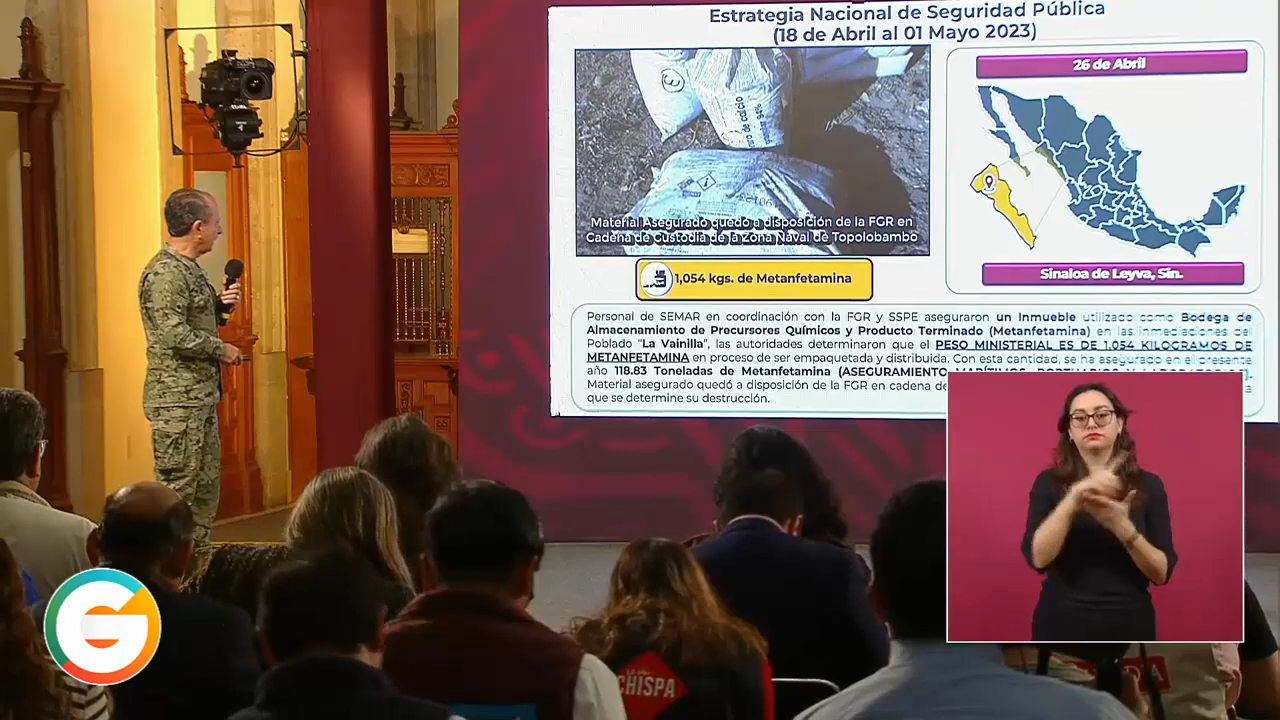 Estrategia Nacional de Seguridad Pública
(18 de Abril al 01 Mayo 2023)
26 de Abril
Material Asegurado quedó a disposición de la FGR en
Cadena de Custodia de la Zona Naval de Topolobambo
1,054 kgs. de Metanfetamina
Sinaloa de Leyva, Sin.
Personal de SEMAR en coordinación con la FGR y SSPE aseguraron un Inmueble utilizado como Bodega de
Almacenamiento de Precursores Químicos y Producto Terminado (Metanfetamina) en las inmediaciones del
Poblado "La Vainilla", las autoridades determinaron que el PESO MINISTERIAL ES DE 1,054 KILOGRAMOS DE
METANFETAMINA en proceso de ser empaquetada y distribuida. Con esta cantidad, se ha asegurado en el presente
año 118.83 Toneladas de Metanfetamina (ASEGURAMIENTO
Material asegurado quedó a disposición de la FGR en cadena de
que se determine su destrucción.
G
CHISPA